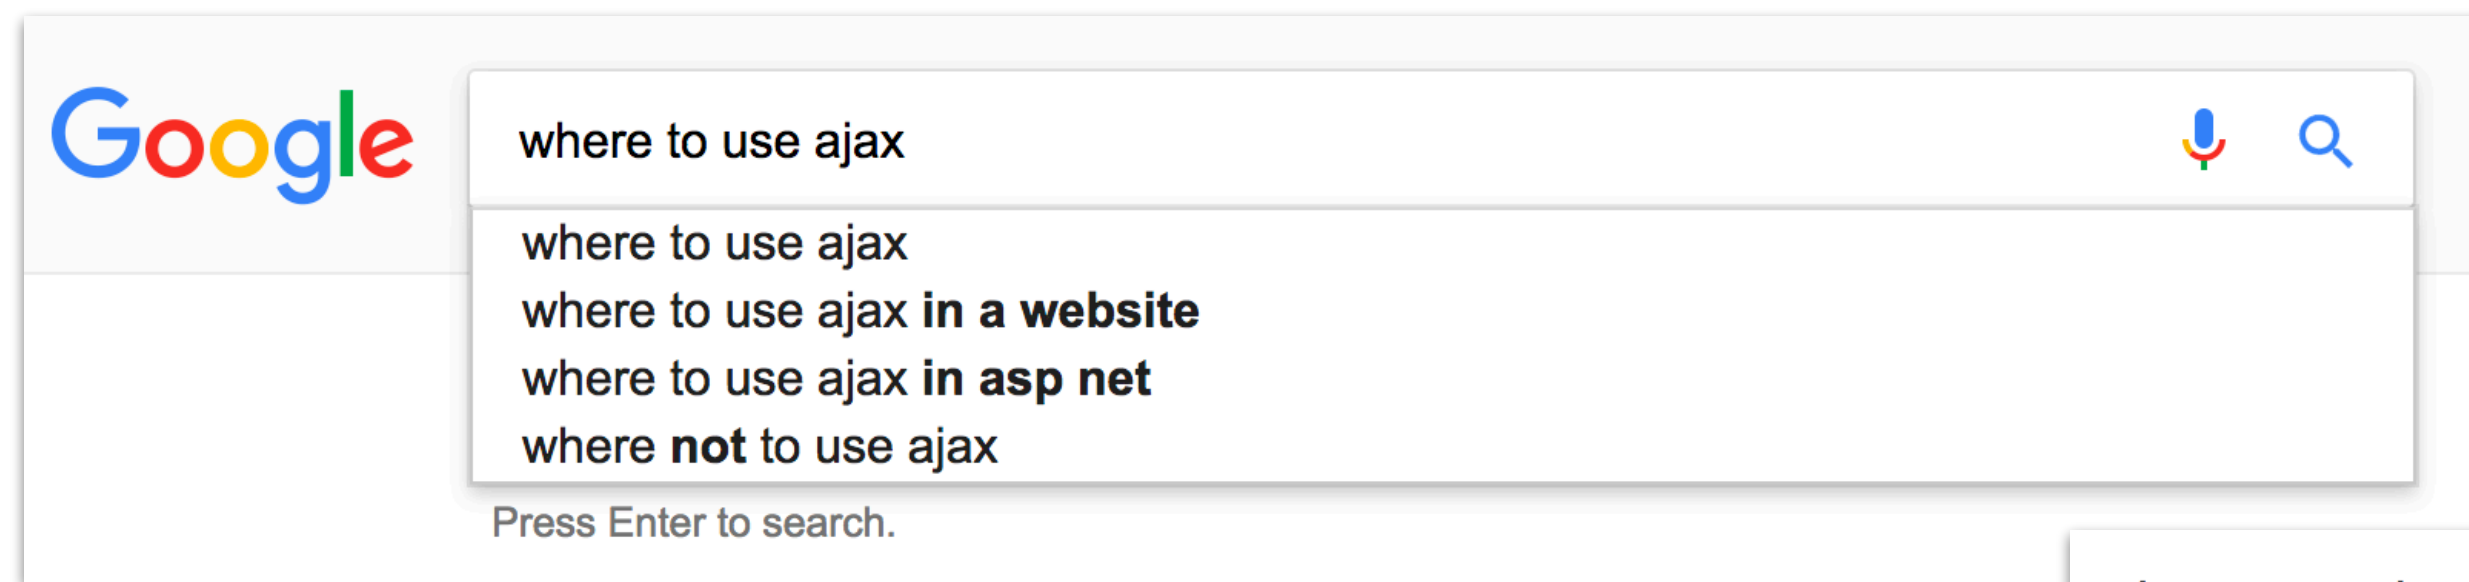 Google
where to use ajax
where to use ajax
where to use ajax in a website
where to use ajax in asp net
where not to use ajax
Press Enter to search.